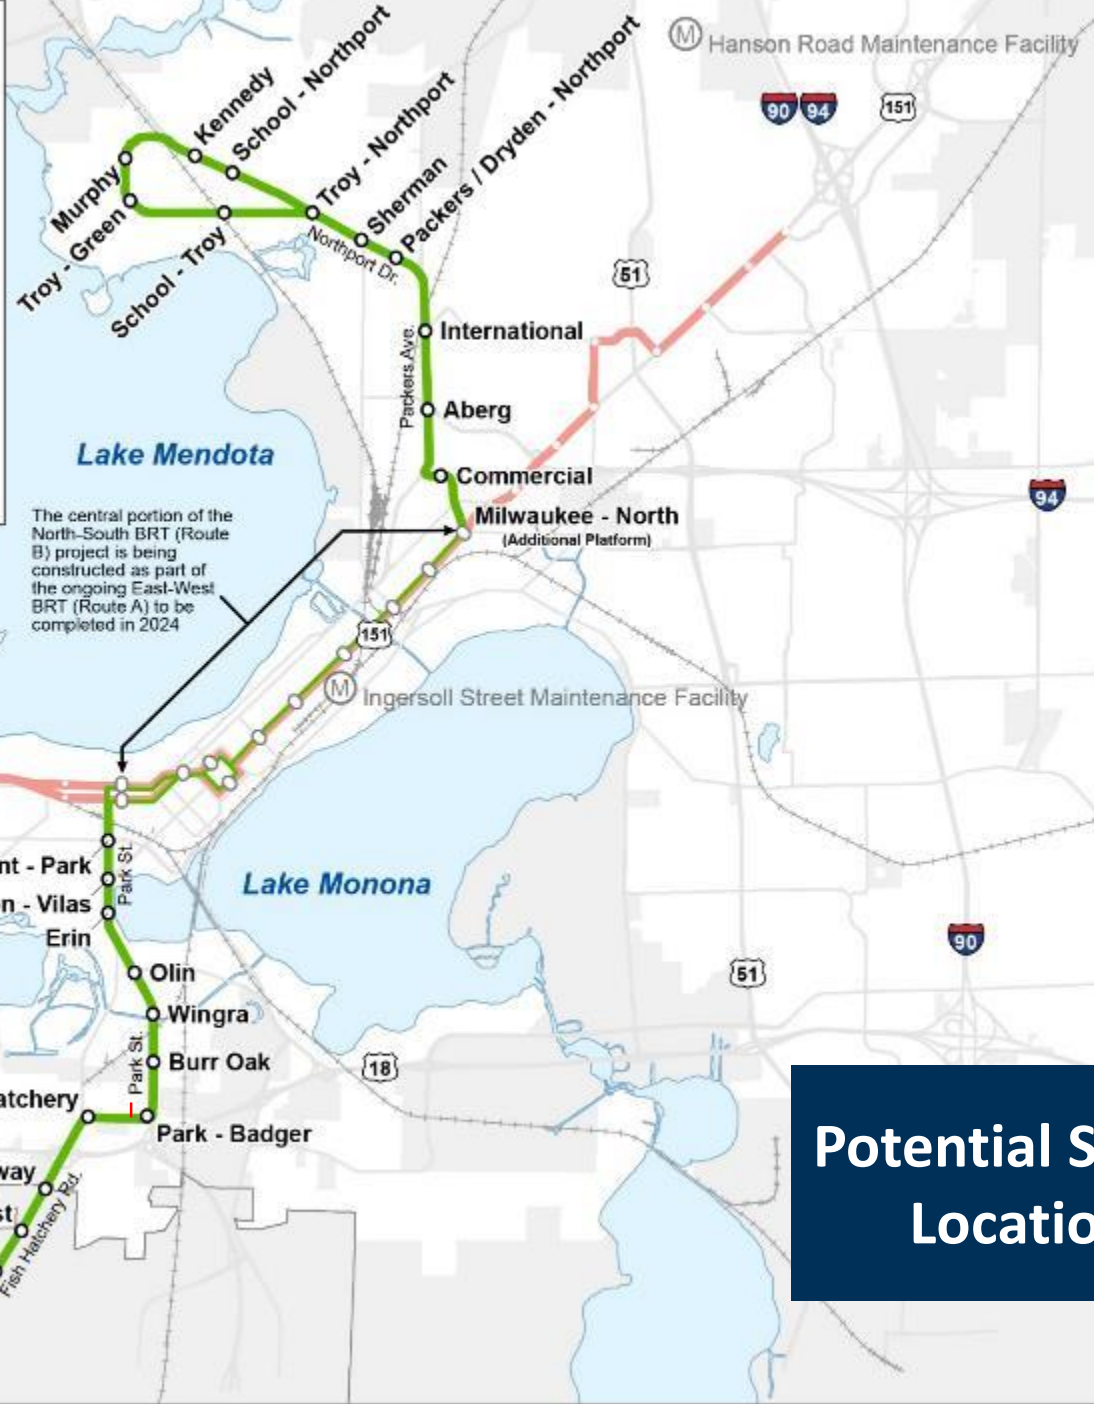 Hanson Road Maintenance Facility
90
94
151
Kennedy
School - Northport
Troy - Northport
Sherman
Packers / Dryden - Northport
Murphy
Troy - Green
School - Troy
Northport Dr.
51
International
Packers Ave.
Aberg
Lake Mendota
Commercial
94
Milwaukee - North
(Additional Platform)
The central portion of the
North-South BRT (Route
B) project is being
constructed as part of
the ongoing East-West
BRT (Route A) to be
completed in 2024
151
M
Ingersoll Street Maintenance Facility
M
nt - Park
Park St.
n - Vilas
Erin
Lake Monona
90
51
Olin
Wingra
Park St.
Burr Oak
18
atchery
Park - Badger
way
st
Fish Hatchery Rd.
Potential S
Locatio